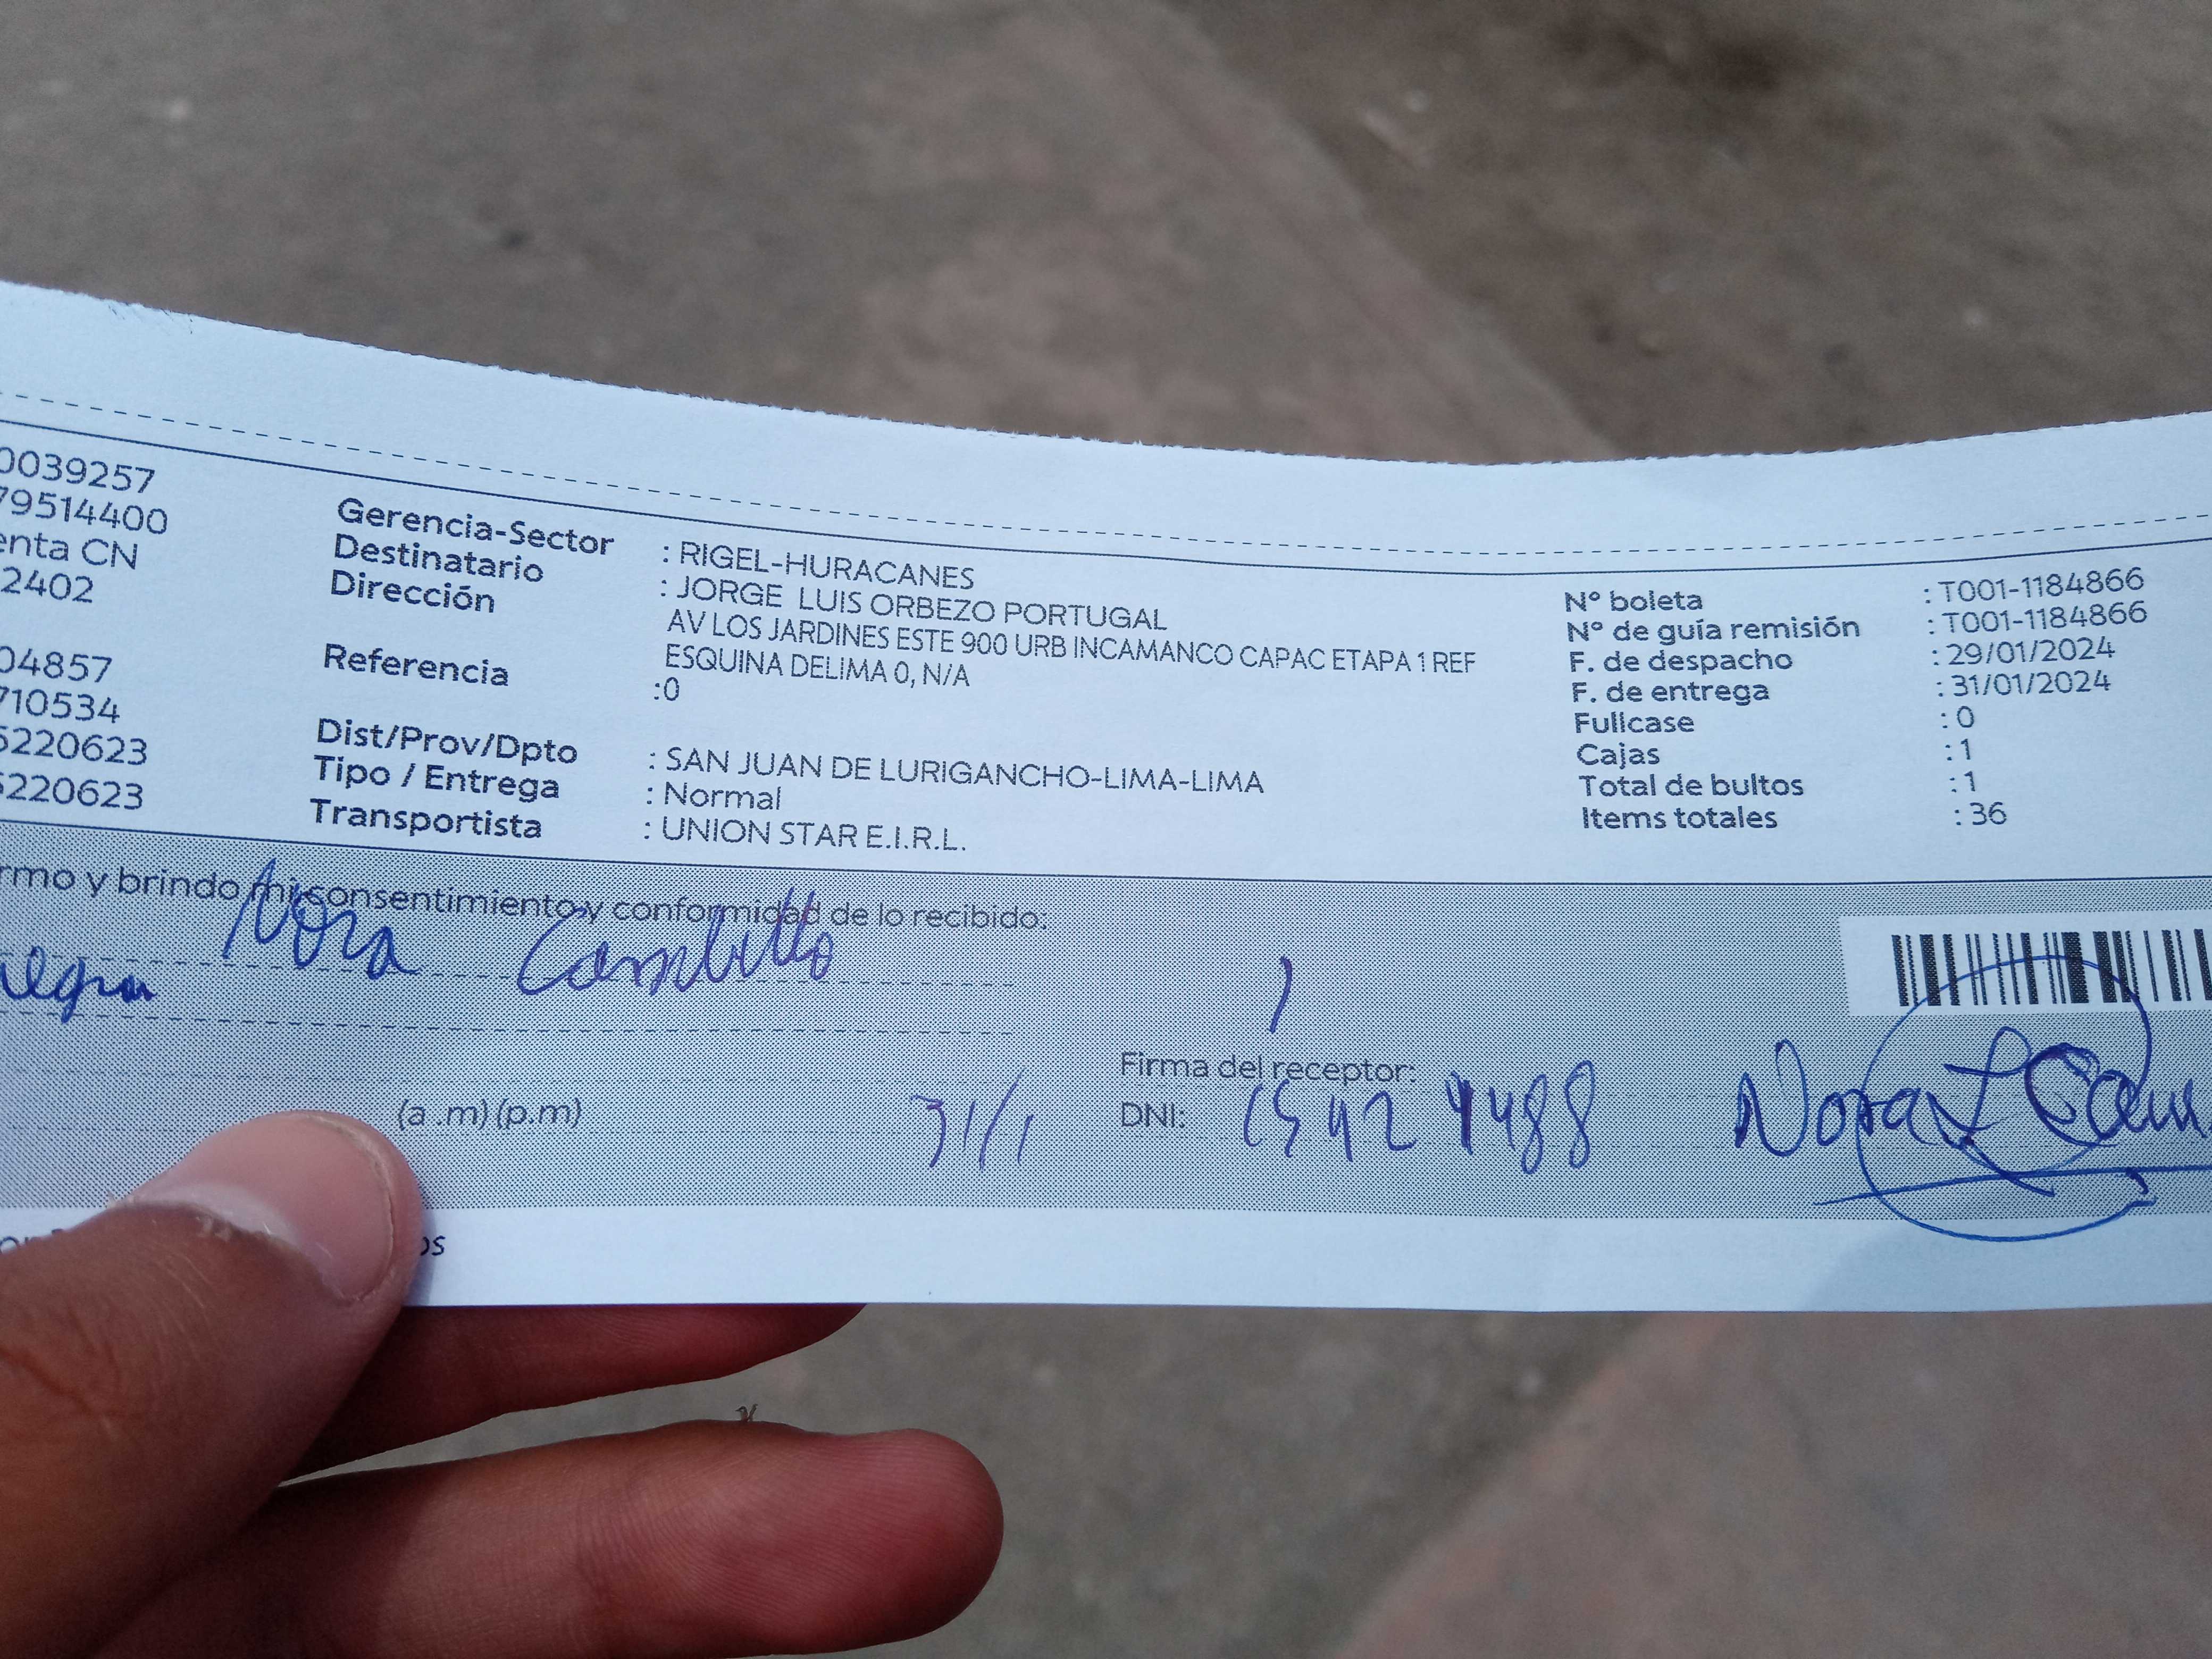 0039257
79514400
enta CN
2402
04857
710534
5220623
5220623
Gerencia-Sector : RIGEL-HURACANES
Destinatario : JORGE LUIS ORBEZO PORTUGAL
Dirección AV LOS JARDINES ESTE 900 URB INCAMANCO CAPAC ETAPA 1 REF
ESQUINA DELIMA 0, N/A
Referencia :0
Dist/Prov/Dpto : SAN JUAN DE LURIGANCHO-LIMA-LIMA
Tipo / Entrega : Normal
Transportista : UNION STAR E.I.R.L.
Nº boleta : T001-1184866
Nº de guía remisión : T001-1184866
F. de despacho : 29/01/2024
F. de entrega : 31/01/2024
Fullcase : 0
Cajas : 1
Total de bultos : 1
Items totales : 36
rmo y brindo mi consentimiento y conformidad de lo recibido:
Nora
(a .m) (p.m)
31/1
Firma del receptor:
DNI:
Nora
os